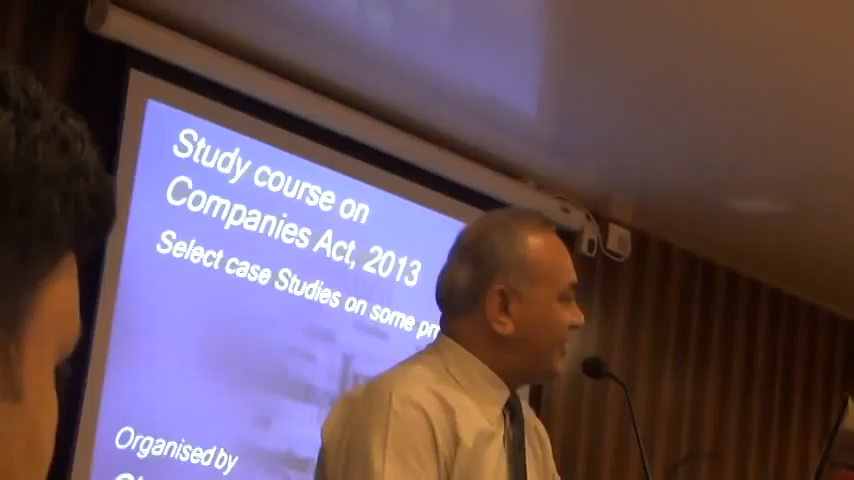 Study course on
Companies Act, 2013
Select case Studies on some
Organised by